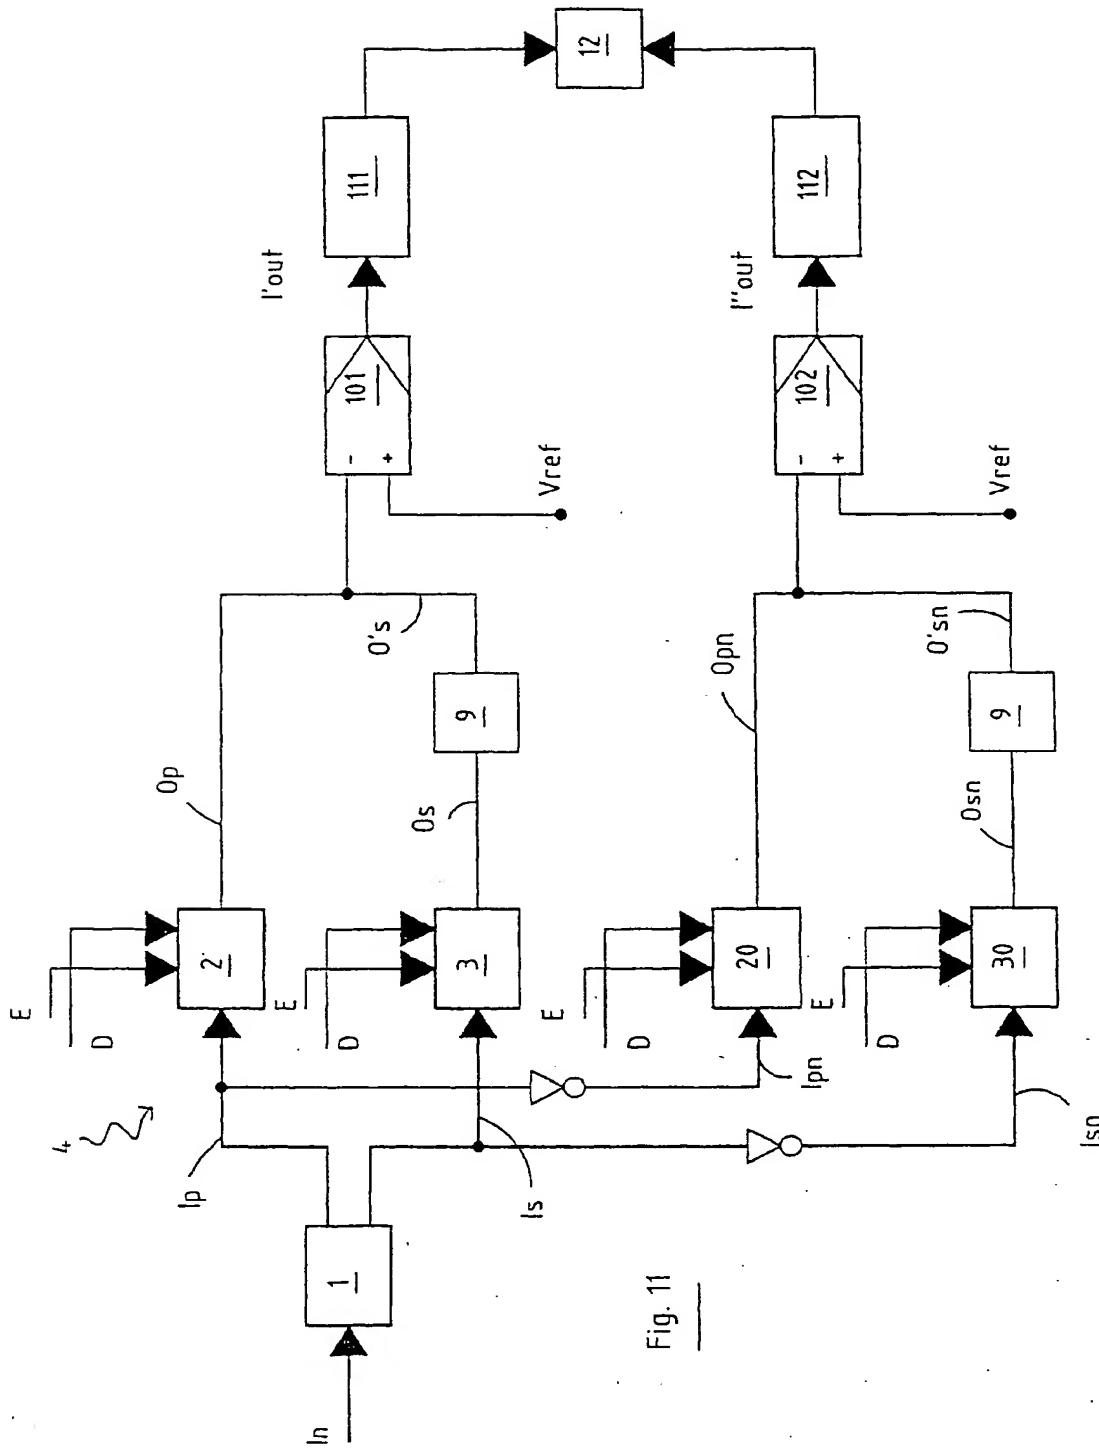 In
1
Ip
Is
4
E
D
2
E
D
3
E
D
20
E
D
30
Ipn
Isn
Op
Os
9
O's
Opn
Osn
9
O'sn
-
+
101
Vref
-
+
102
Vref
I'out
I''out
111
112
12
Fig. 11